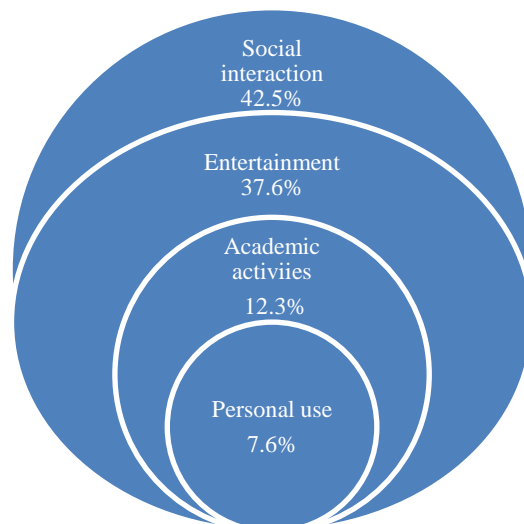 Social
interaction
42.5%
Entertainment
37.6%
Academic
activiies
12.3%
Personal use
7.6%